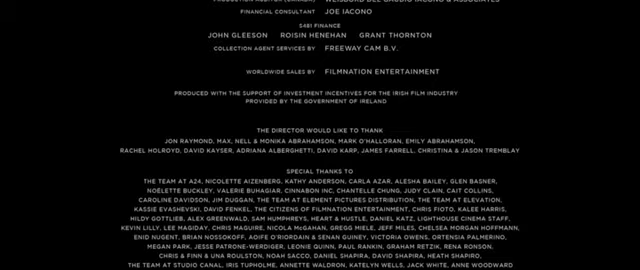 PRODUCTION AUDITOR (CANADA) WEISBORD DEL GAUDIO IACONO & ASSOCIATES
FINANCIAL CONSULTANT JOE IACONO
S481 FINANCE
JOHN GLEESON ROISIN HENEHAN GRANT THORNTON
COLLECTION AGENT SERVICES BY FREEWAY CAM B.V.
WORLDWIDE SALES BY FILMNATION ENTERTAINMENT
PRODUCED WITH THE SUPPORT OF INVESTMENT INCENTIVES FOR THE IRISH FILM INDUSTRY
PROVIDED BY THE GOVERNMENT OF IRELAND
THE DIRECTOR WOULD LIKE TO THANK
JON RAYMOND, MAX, NELL & MONIKA ABRAHAMSON, MARK O'HALLORAN, EMILY ABRAHAMSON,
RACHEL HOLROYD, DAVID KAYSER, ADRIANA ALBERGHETTI, DAVID KARP, JAMES FARRELL, CHRISTINA & JASON TREMBLAY
SPECIAL THANKS TO
THE TEAM AT A24, NICOLETTE AIZENBERG, KATHY ANDERSON, CARLA AZAR, ALESHA BAILEY, GLEN BASNER,
NOËLETTE BUCKLEY, VALERIE BUHAGIAR, CINNABON INC, CHANTELLE CHUNG, JUDY CLAIN, CAIT COLLINS,
CAROLINE DAVIDSON, JIM DUGGAN, THE TEAM AT ELEMENT PICTURES DISTRIBUTION, THE TEAM AT ELEVATION,
KASSIE EVASHEVSKI, DAVID FENKEL, THE CITIZENS OF FILMNATION ENTERTAINMENT, CHRIS FIOTO, KALEE HARRIS,
HILDY GOTTLIEB, ALEX GREENWALD, SAM HUMPHREYS, HEART & HUSTLE, DANIEL KATZ, LIGHTHOUSE CINEMA STAFF,
KEVIN LILLY, LEE MAGIDAY, CHRIS MAGUIRE, NICOLA McGAHAN, GREGG MIELE, JEFF MILES, CHELSEA MORGAN HOFFMANN,
ENID NUGENT, BRIAN NOSSOKOFF, AOIFE O'RIORDAIN & SENAN GUINEY, VICTORIA OWENS, ORTENSIA PALMERINO,
MEGAN PARK, JESSE PATRONE-WERDIGER, LEONIE QUINN, PAUL RANKIN, GRAHAM RETZIK, RENA RONSON,
CHRIS & FINN & UNA ROULSTON, NOAH SACCO, DANIEL SHAPIRA, DAVID SHAPIRA, HEATH SHAPIRO,
THE TEAM AT STUDIO CANAL, IRIS TUPHOLME, ANNETTE WALDRON, KATELYN WELLS, JACK WHITE, ANNE WOODWARD